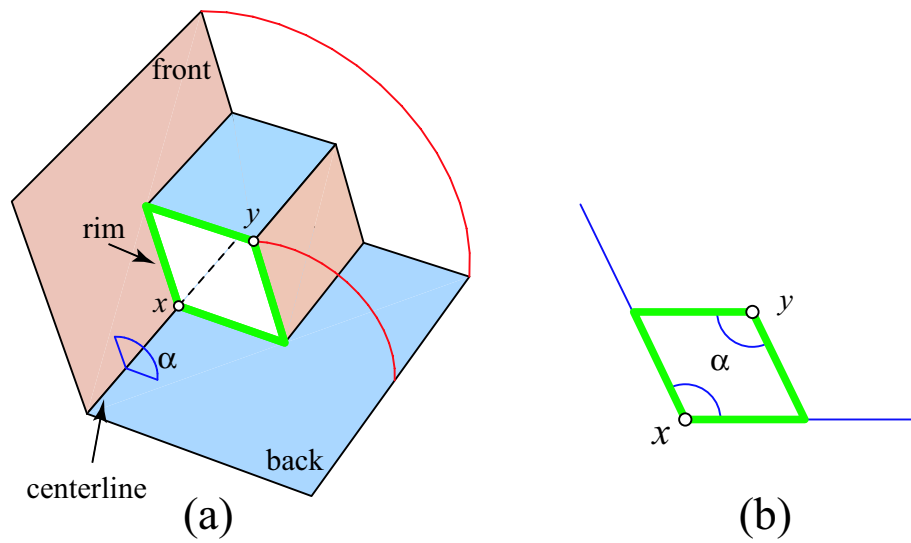 front
y
rim
x
α
back
centerline
(a)
y
α
x
(b)